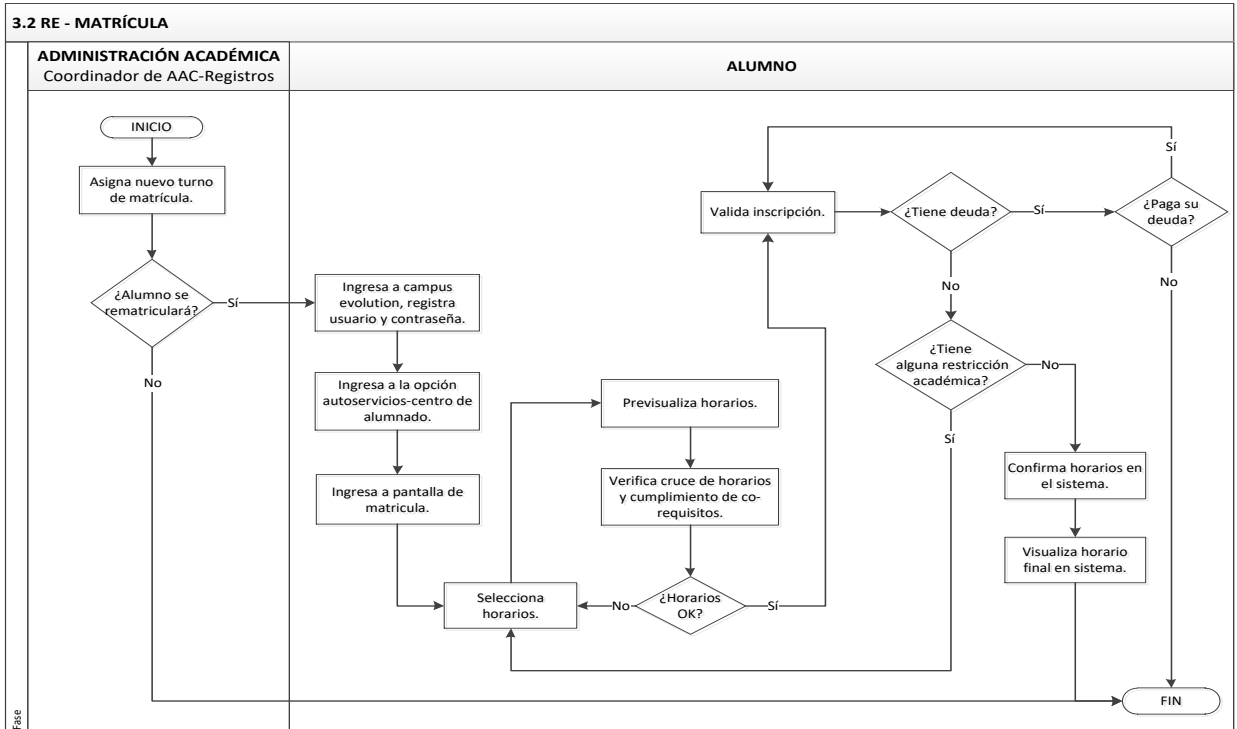 3.2 RE - MATRÍCULA
ADMINISTRACIÓN ACADÉMICA
Coordinador de AAC-Registros
ALUMNO
INICIO
Asigna nuevo turno
de matrícula.
¿Alumno se
rematriculará?
Sí
No
Ingresa a campus
evolution, registra
usuario y contraseña.
Ingresa a la opción
autoservicios-centro de
alumnado.
Ingresa a pantalla de
matricula.
Selecciona
horarios.
Previsualiza horarios.
Verifica cruce de horarios
y cumplimiento de co-
requisitos.
¿Horarios
OK?
No
Sí
Valida inscripción.
¿Tiene deuda?
Sí
No
¿Paga su
deuda?
Sí
No
¿Tiene
alguna restricción
académica?
No
Sí
Confirma horarios en
el sistema.
Visualiza horario
final en sistema.
FIN
Fase